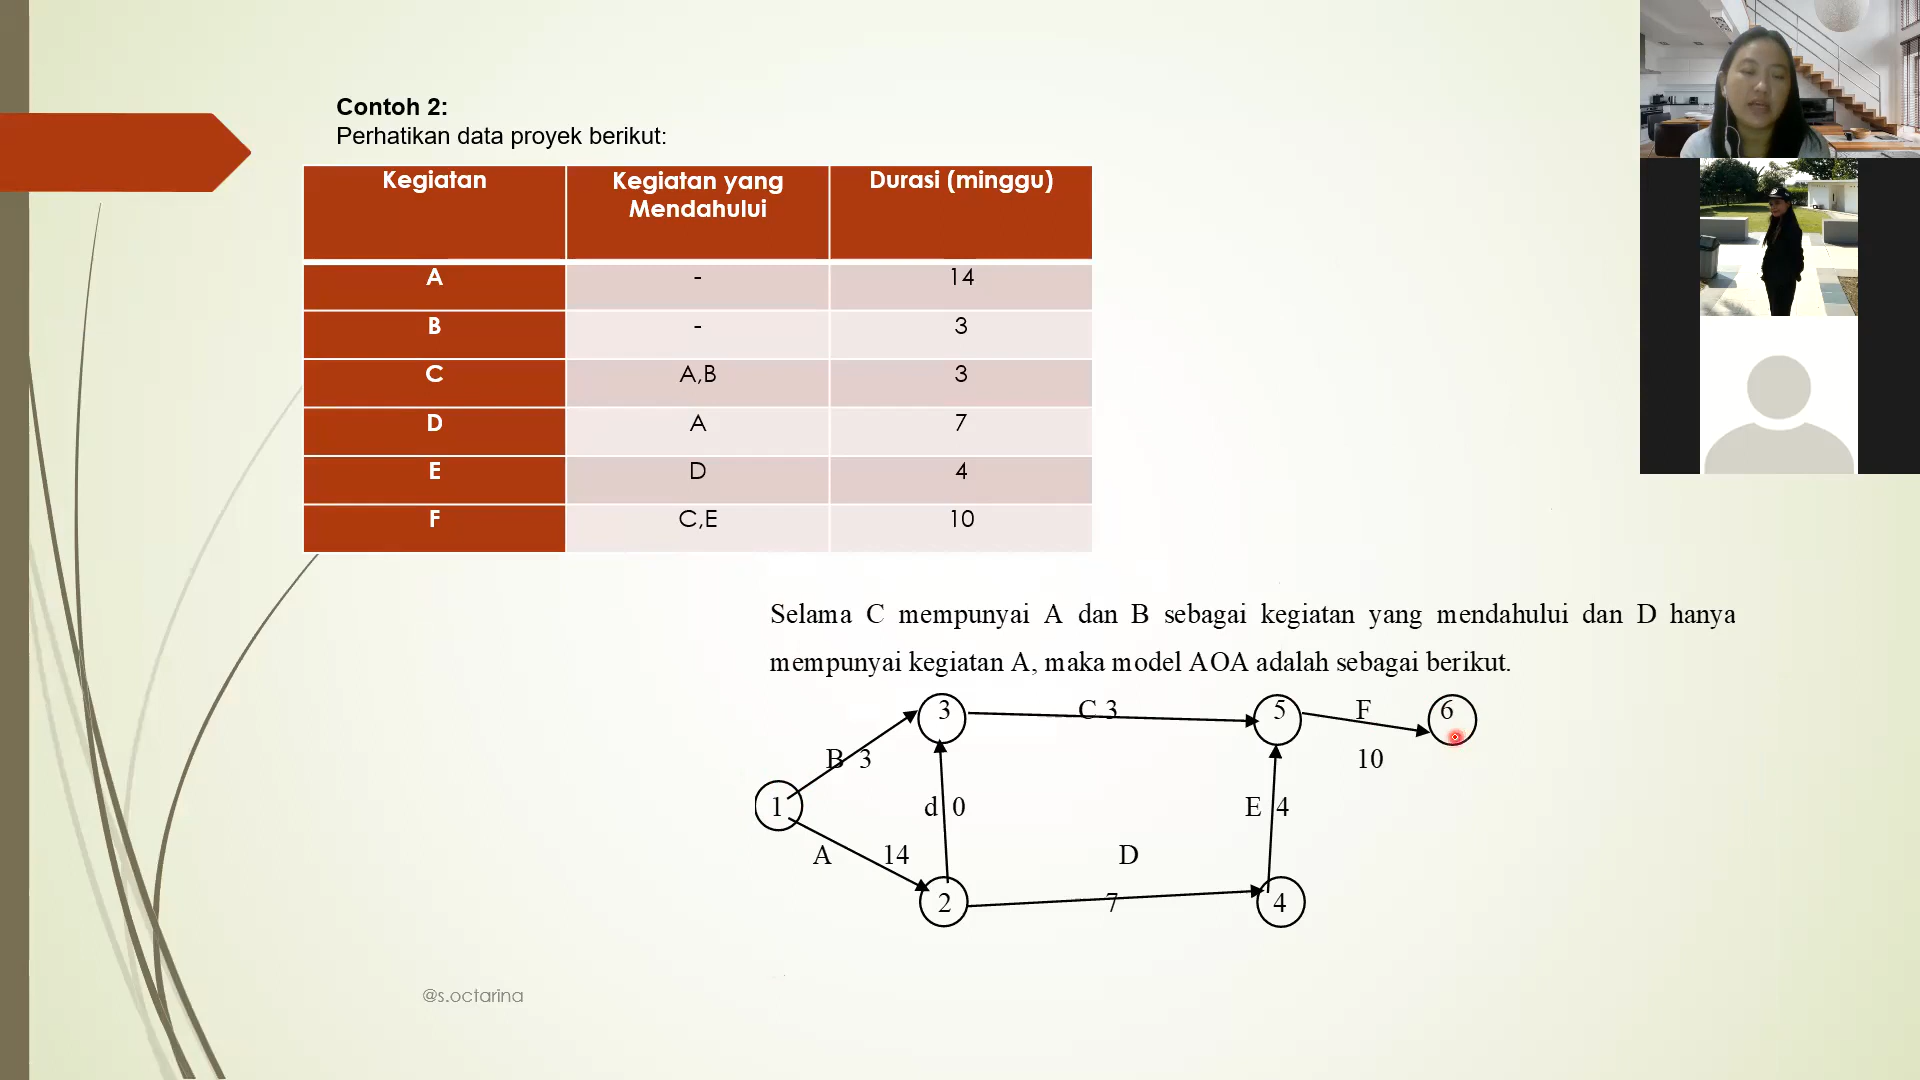 Contoh 2:
Perhatikan data proyek berikut:
Kegiatan
Kegiatan yang
Mendahului
Durasi (minggu)
A - 14
B - 3
C A,B 3
D A 7
E D 4
F C,E 10
Selama C mempunyai A dan B sebagai kegiatan yang mendahului dan D hanya
mempunyai kegiatan A, maka model AOA adalah sebagai berikut.
3 C 3 5 F 6
B 3 10
1 d 0 E 4
A 14 D
2 7 4
@s.octarina